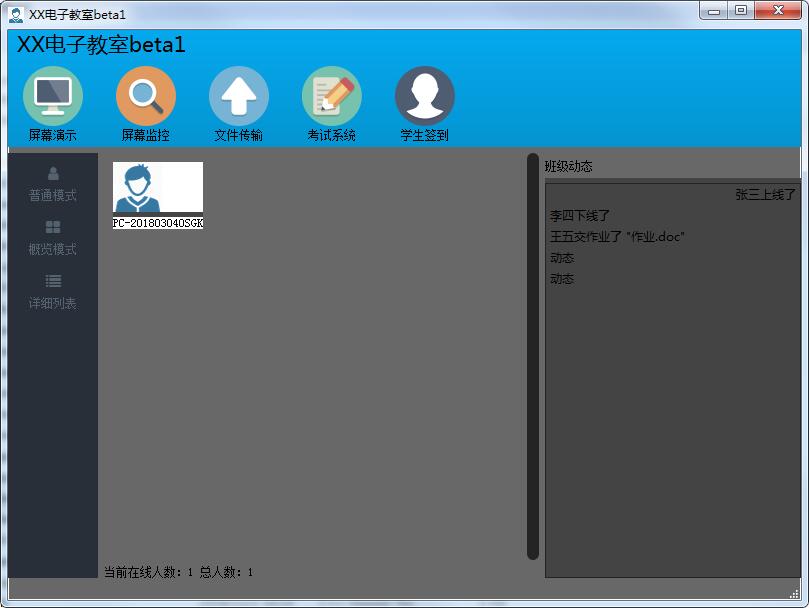 XX电子教室beta1
XX电子教室beta1
屏幕演示 屏幕监控 文件传输 考试系统 学生签到
普通模式
概览模式
详细列表
PC-20180304OSGK
班级动态
张三上线了
李四下线了
王五交作业了 "作业.doc"
动态
动态
当前在线人数：1 总人数：1